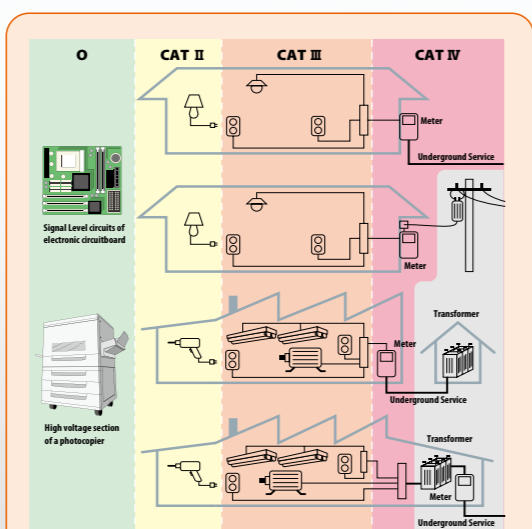 O
CAT II
CAT III
CAT IV
Meter
Underground Service
Signal Level circuits of
electronic circuitboard
Meter
Transformer
Meter
Underground Service
High voltage section
of a photocopier
Transformer
Meter
Underground Service